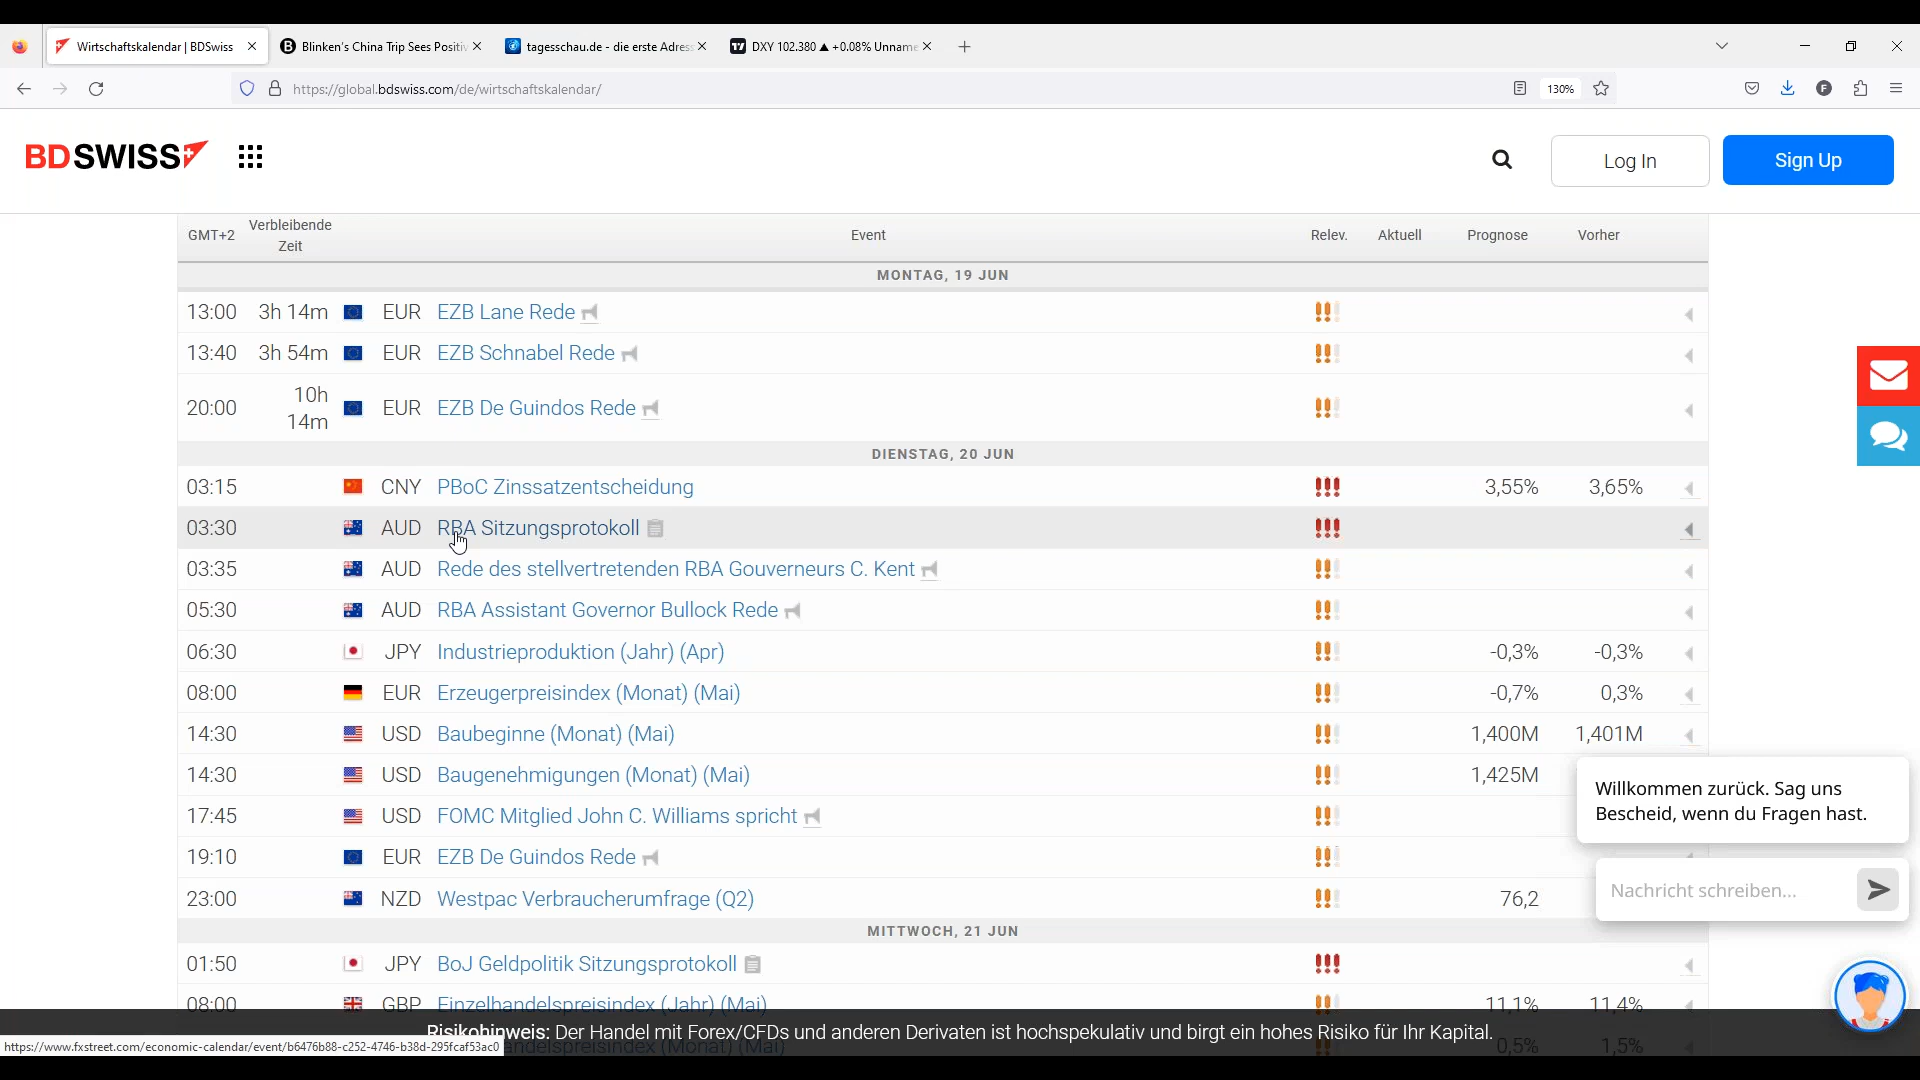 Wirtschaftskalendar | BDSwiss
Blinken's China Trip Sees Positiv
tagesschau.de - die erste Adress
DXY 102.380 ▲ +0.08% Unname
https://global.bdswiss.com/de/wirtschaftskalendar/
130%
BDSWISS
Log In
Sign Up
GMT+2 Verbleibende Zeit Event Relev. Aktuell Prognose Vorher
MONTAG, 19 JUN
13:00 3h 14m EUR EZB Lane Rede
13:40 3h 54m EUR EZB Schnabel Rede
20:00 10h 14m EUR EZB De Guindos Rede
DIENSTAG, 20 JUN
03:15 CNY PBoC Zinssatzentscheidung 3,55% 3,65%
03:30 AUD RBA Sitzungsprotokoll
03:35 AUD Rede des stellvertretenden RBA Gouverneurs C. Kent
05:30 AUD RBA Assistant Governor Bullock Rede
06:30 JPY Industrieproduktion (Jahr) (Apr) -0,3% -0,3%
08:00 EUR Erzeugerpreisindex (Monat) (Mai) -0,7% 0,3%
14:30 USD Baubeginne (Monat) (Mai) 1,400M 1,401M
14:30 USD Baugenehmigungen (Monat) (Mai) 1,425M
17:45 USD FOMC Mitglied John C. Williams spricht
19:10 EUR EZB De Guindos Rede
23:00 NZD Westpac Verbraucherumfrage (Q2) 76,2
Willkommen zurück. Sag uns
Bescheid, wenn du Fragen hast.
Nachricht schreiben...
MITTWOCH, 21 JUN
01:50 JPY BoJ Geldpolitik Sitzungsprotokoll
08:00 GBP Einzelhandelspreisindex (Jahr) (Mai) 11,1% 11,4%
Risikohinweis: Der Handel mit Forex/CFDs und anderen Derivaten ist hochspekulativ und birgt ein hohes Risiko für Ihr Kapital.
https://www.fxstreet.com/economic-calendar/event/b6476b88-c252-4746-b38d-295fcaf53ac0
andelspreisindex (Monat) (Mai) 0,5% 1,5%